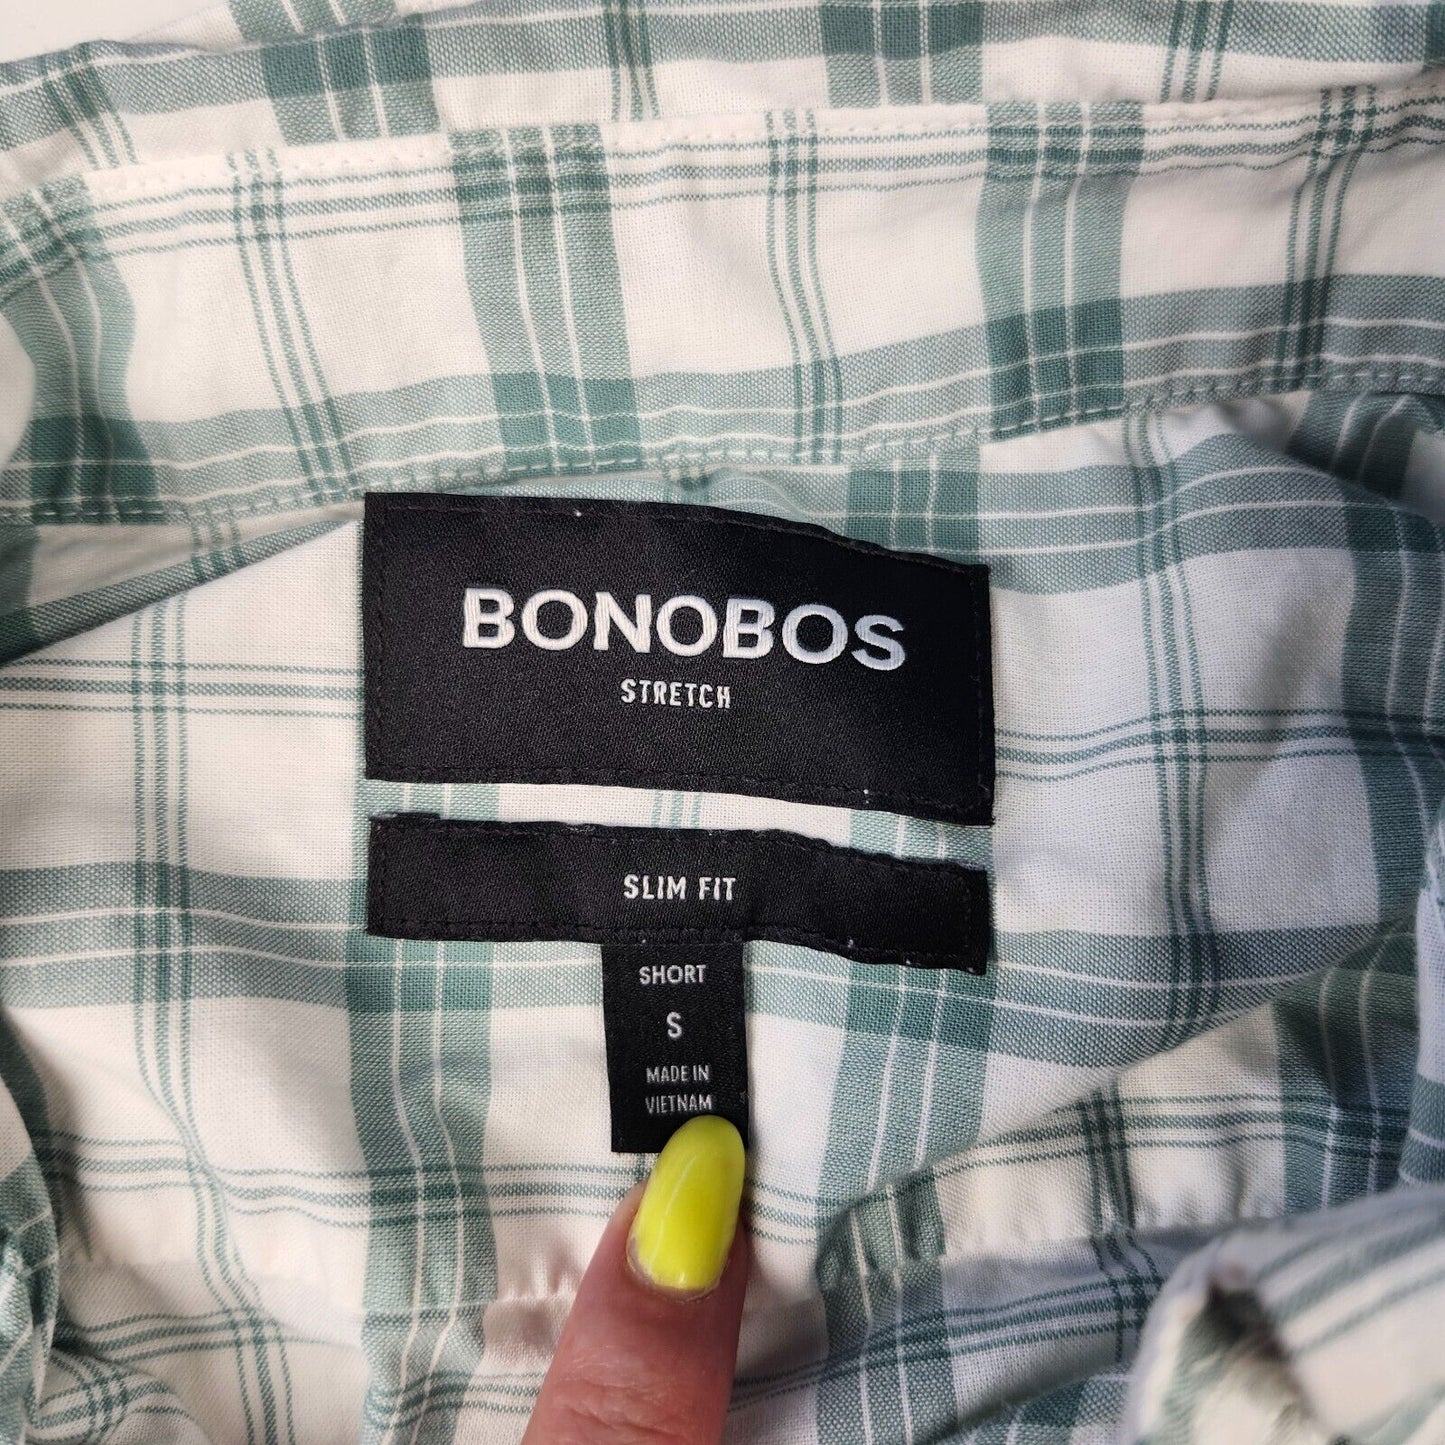 BONOBOS
STRETCH
SLIM FIT
SHORT
S
MADE IN
VIETNAM